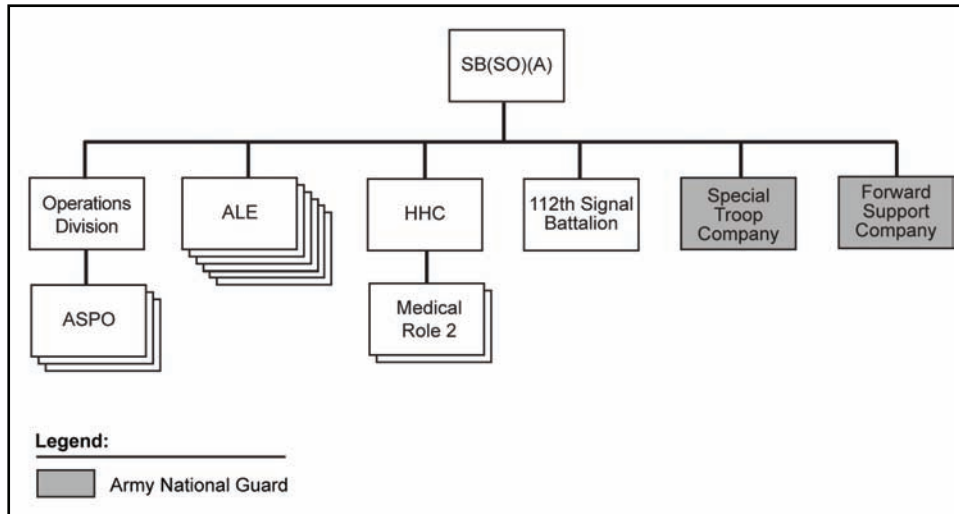 SB(SO)(A)
Operations
Division
ALE
HHC
112th Signal
Battalion
Special
Troop
Company
Forward
Support
Company
ASPO
Medical
Role 2
Legend:
Army National Guard